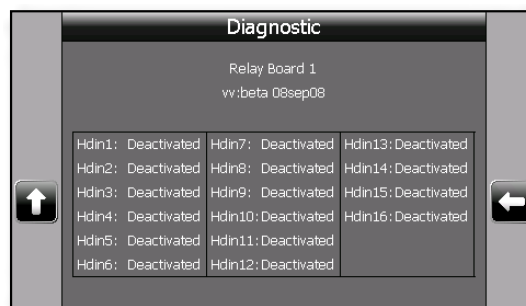 Diagnostic
Relay Board 1
vv:beta 08sep08
Hdin1: Deactivated Hdin7: Deactivated Hdin13:Deactivated
Hdin2: Deactivated Hdin8: Deactivated Hdin14:Deactivated
Hdin3: Deactivated Hdin9: Deactivated Hdin15:Deactivated
Hdin4: Deactivated Hdin10:Deactivated Hdin16:Deactivated
Hdin5: Deactivated Hdin11:Deactivated
Hdin6: Deactivated Hdin12:Deactivated